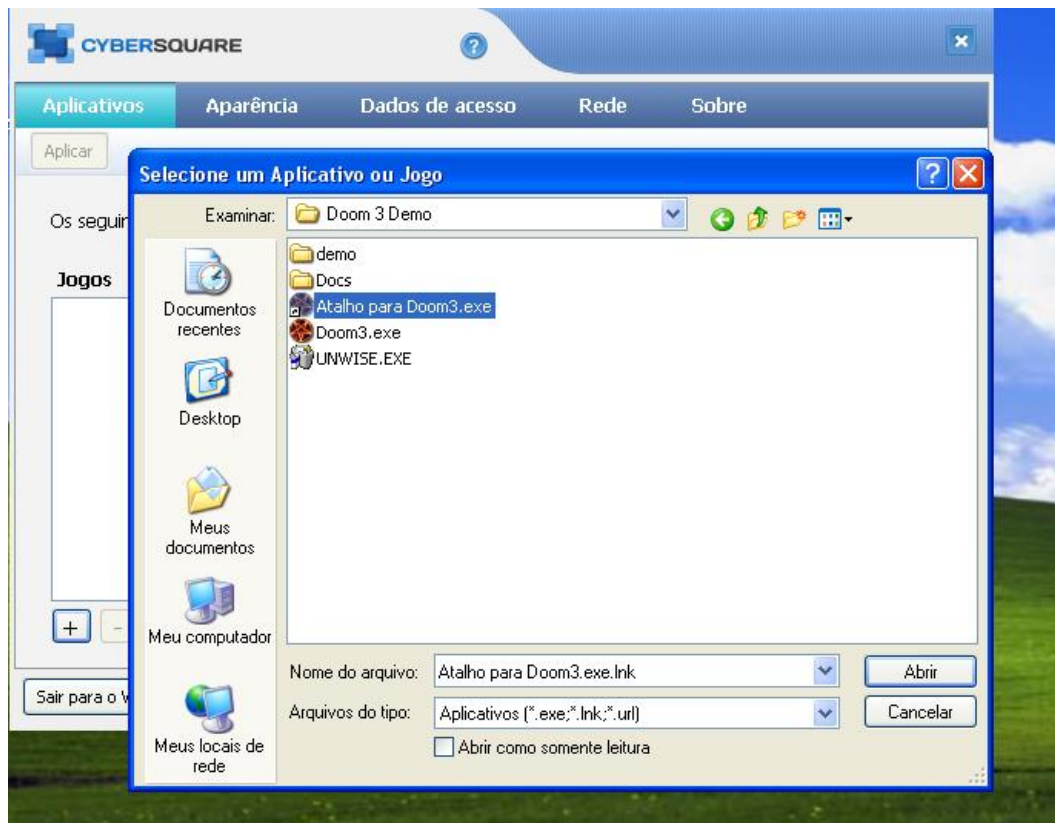 CYBERSQUARE
?
Aplicativos Aparência Dados de acesso Rede Sobre
Aplicar
Selecione um Aplicativo ou Jogo
Os seguin
Examinar: Doom 3 Demo
Jogos
demo
Docs
Atalho para Doom3.exe
Doom3.exe
UNWISE.EXE
Documentos
recentes
Desktop
Meus
documentos
Meu computador
Meus locais de
rede
+ -
Nome do arquivo: Atalho para Doom3.exe.lnk Abrir
Sair para o
Arquivos do tipo: Aplicativos (*.exe;*.lnk;*.url) Cancelar
Abrir como somente leitura